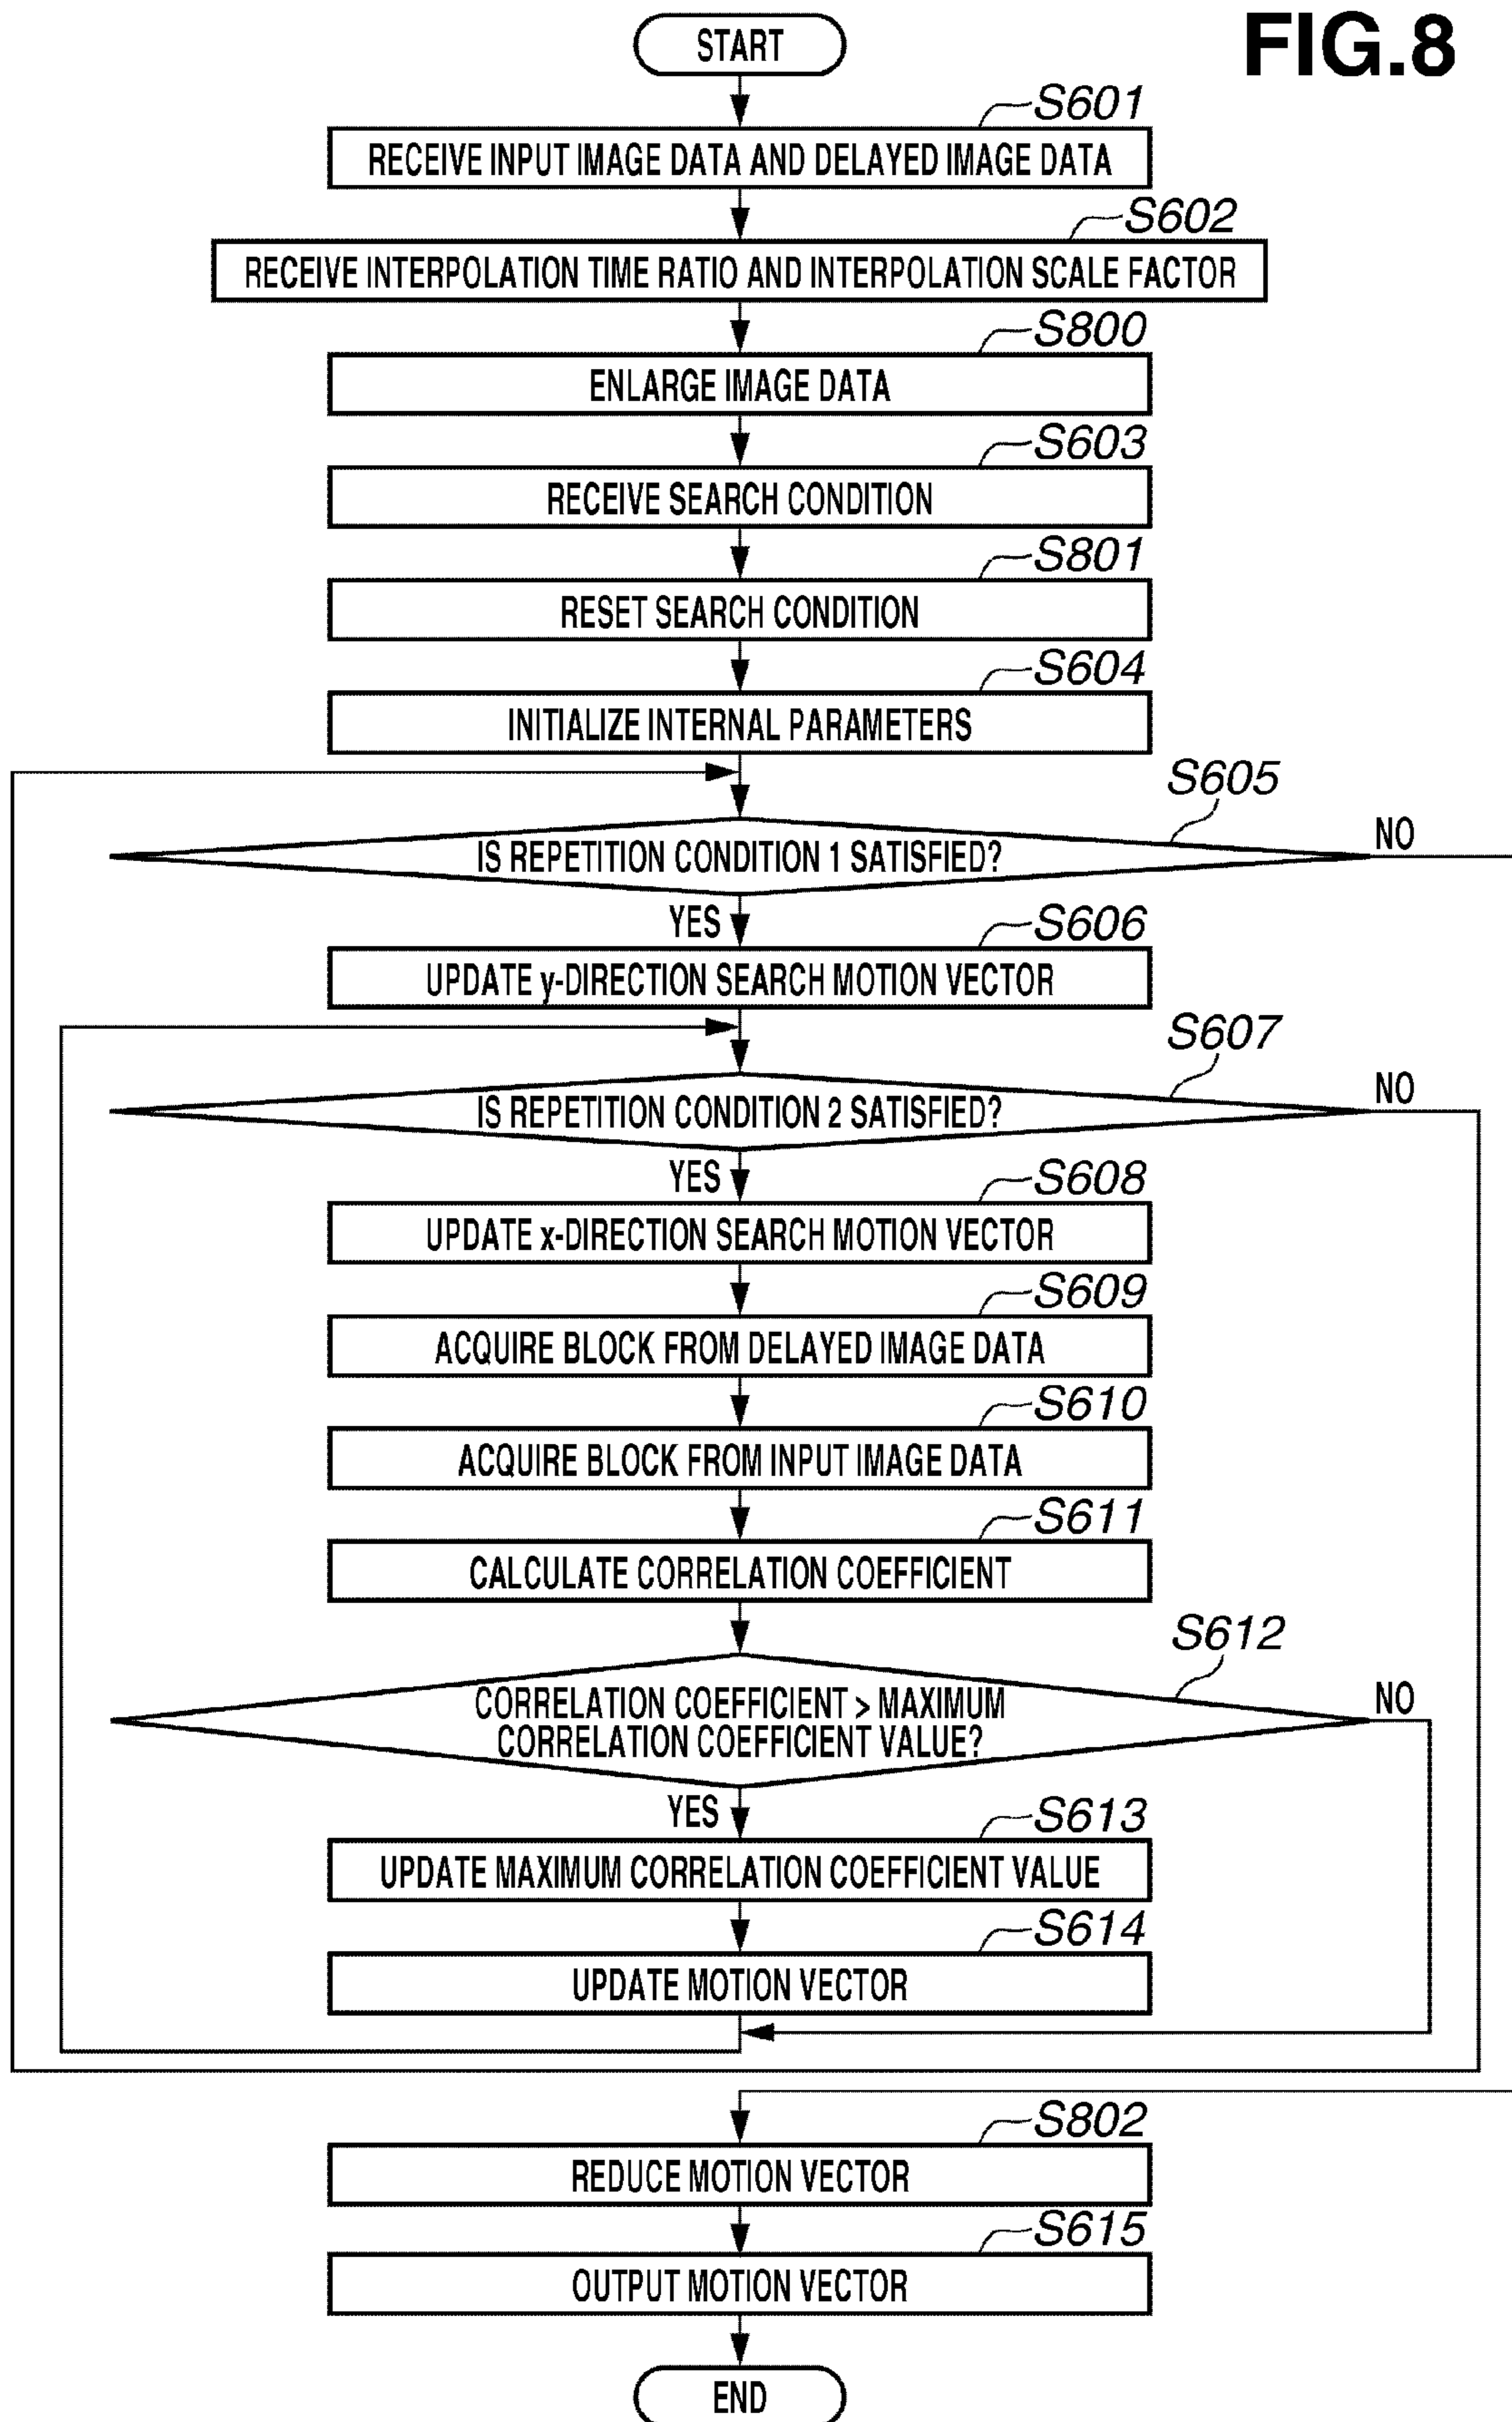 FIG.8
START
S601
RECEIVE INPUT IMAGE DATA AND DELAYED IMAGE DATA
S602
RECEIVE INTERPOLATION TIME RATIO AND INTERPOLATION SCALE FACTOR
S800
ENLARGE IMAGE DATA
S603
RECEIVE SEARCH CONDITION
S801
RESET SEARCH CONDITION
S604
INITIALIZE INTERNAL PARAMETERS
S605
IS REPETITION CONDITION 1 SATISFIED?
NO
YES
S606
UPDATE y-DIRECTION SEARCH MOTION VECTOR
S607
IS REPETITION CONDITION 2 SATISFIED?
NO
YES
S608
UPDATE x-DIRECTION SEARCH MOTION VECTOR
S609
ACQUIRE BLOCK FROM DELAYED IMAGE DATA
S610
ACQUIRE BLOCK FROM INPUT IMAGE DATA
S611
CALCULATE CORRELATION COEFFICIENT
S612
CORRELATION COEFFICIENT > MAXIMUM
CORRELATION COEFFICIENT VALUE?
NO
YES
S613
UPDATE MAXIMUM CORRELATION COEFFICIENT VALUE
S614
UPDATE MOTION VECTOR
S802
REDUCE MOTION VECTOR
S615
OUTPUT MOTION VECTOR
END